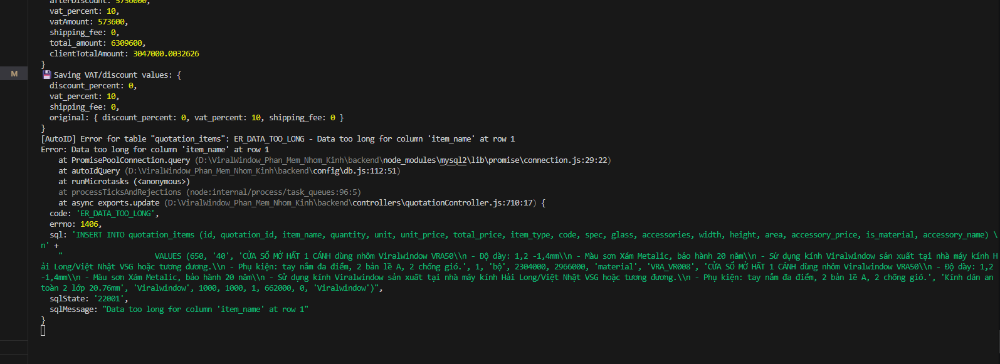 afterDiscount: 5736000,
vat_percent: 10,
vatAmount: 573600,
shipping_fee: 0,
total_amount: 6309600,
clientTotalAmount: 3047000.0032626
}
M
💾 Saving VAT/discount values: {
discount_percent: 0,
vat_percent: 10,
shipping_fee: 0,
original: { discount_percent: 0, vat_percent: 10, shipping_fee: 0 }
}
[AutoID] Error for table "quotation_items": ER_DATA_TOO_LONG - Data too long for column 'item_name' at row 1
Error: Data too long for column 'item_name' at row 1
at PromisePoolConnection.query (D:\ViralWindow_Phan_Mem_Nhom_Kinh\backend\node_modules\mysql2\lib\promise\connection.js:29:22)
at autoIdQuery (D:\ViralWindow_Phan_Mem_Nhom_Kinh\backend\config\db.js:112:51)
at runMicrotasks (<anonymous>)
at processTicksAndRejections (node:internal/process/task_queues:96:5)
at async exports.update (D:\ViralWindow_Phan_Mem_Nhom_Kinh\backend\controllers\quotationController.js:710:17) {
code: 'ER_DATA_TOO_LONG',
errno: 1406,
sql: 'INSERT INTO quotation_items (id, quotation_id, item_name, quantity, unit, unit_price, total_price, item_type, code, spec, glass, accessories, width, height, area, accessory_price, is_material, accessory_name) \
n' +
" VALUES (650, '40', 'CỬA SỔ MỞ HẤT 1 CÁNH dùng nhôm Viralwindow VRA50\\n - Độ dày: 1,2 -1,4mm\\n - Màu sơn Xám Metalic, bảo hành 20 năm\\n - Sử dụng kính Viralwindow sản xuất tại nhà máy kính H
ải Long/Việt Nhật VSG hoặc tương đương.\\n - Phụ kiện: tay nắm đa điểm, 2 bản lề A, 2 chống gió.', 1, 'bộ', 2304000, 2966000, 'material', 'VRA_VR008', 'CỬA SỔ MỞ HẤT 1 CÁNH dùng nhôm Viralwindow VRA50\\n - Độ dày: 1,2
-1,4mm\\n - Màu sơn Xám Metalic, bảo hành 20 năm\\n - Sử dụng kính Viralwindow sản xuất tại nhà máy kính Hải Long/Việt Nhật VSG hoặc tương đương.\\n - Phụ kiện: tay nắm đa điểm, 2 bản lề A, 2 chống gió.', 'Kính dán an
toàn 2 lớp 20.76mm', 'Viralwindow', 1000, 1000, 1, 662000, 0, 'Viralwindow')",
sqlState: '22001',
sqlMessage: "Data too long for column 'item_name' at row 1"
}